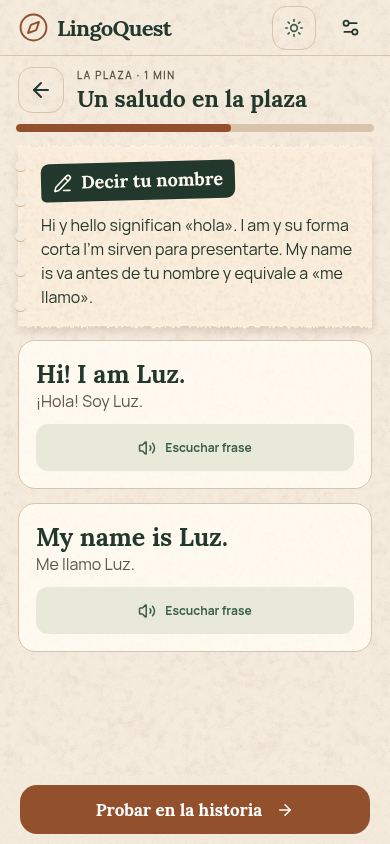 LingoQuest
LA PLAZA · 1 MIN
Un saludo en la plaza
Decir tu nombre
Hi y hello significan «hola». I am y su forma
corta I'm sirven para presentarte. My name
is va antes de tu nombre y equivale a «me
llamo».
Hi! I am Luz.
¡Hola! Soy Luz.
Escuchar frase
My name is Luz.
Me llamo Luz.
Escuchar frase
Probar en la historia